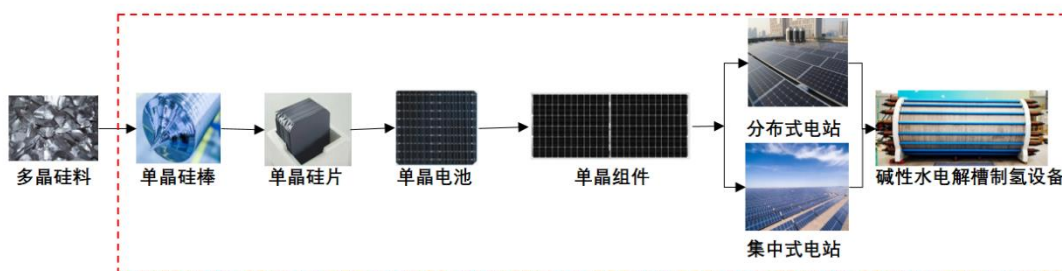 多晶硅料
单晶硅棒
单晶硅片
单晶电池
单晶组件
分布式电站
集中式电站
碱性水电解槽制氢设备